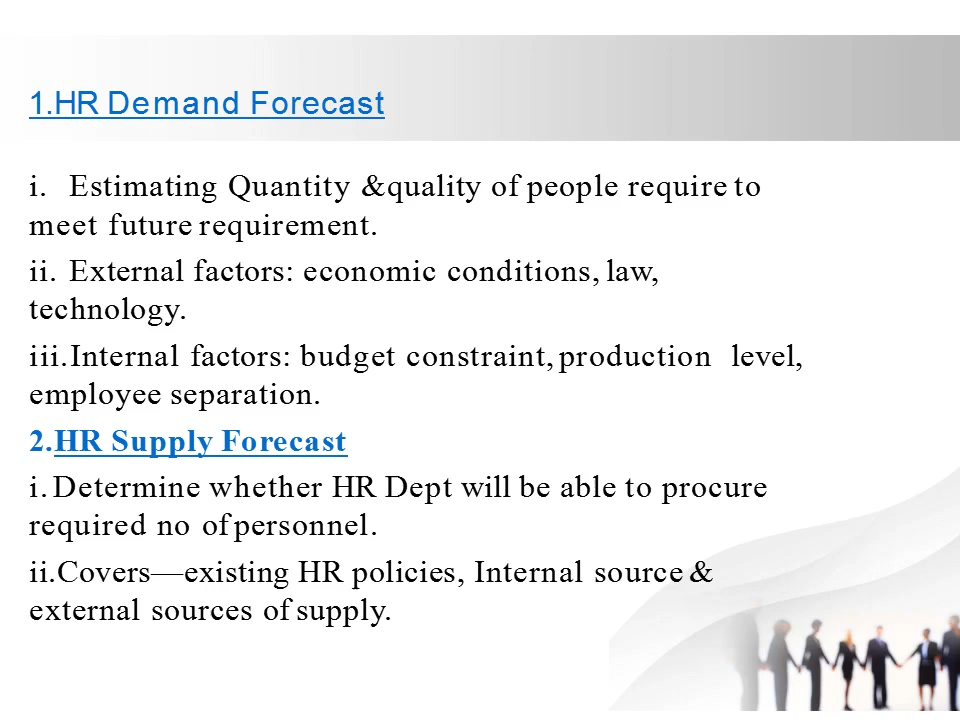 1.HR Demand Forecast
i. Estimating Quantity &quality of people require to
meet future requirement.
ii. External factors: economic conditions, law,
technology.
iii.Internal factors: budget constraint, production level,
employee separation.
2.HR Supply Forecast
i. Determine whether HR Dept will be able to procure
required no of personnel.
ii.Covers—existing HR policies, Internal source &
external sources of supply.